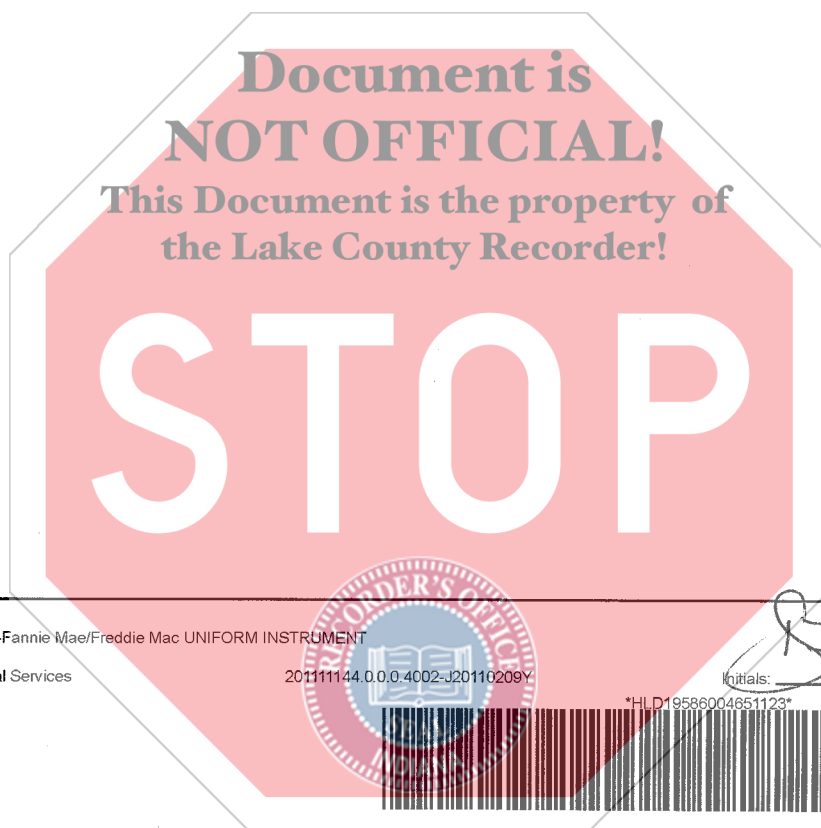 Document is
NOT OFFICIAL!
This Document is the property of
the Lake County Recorder!
STOP
-Fannie Mae/Freddie Mac UNIFORM INSTRUMENT
al Services
201111144.0.0.0.4002-J20110209Y
Initials:
*HLD19586004651123*
RECORDER'S OFFICE
SEAL
INDIANA